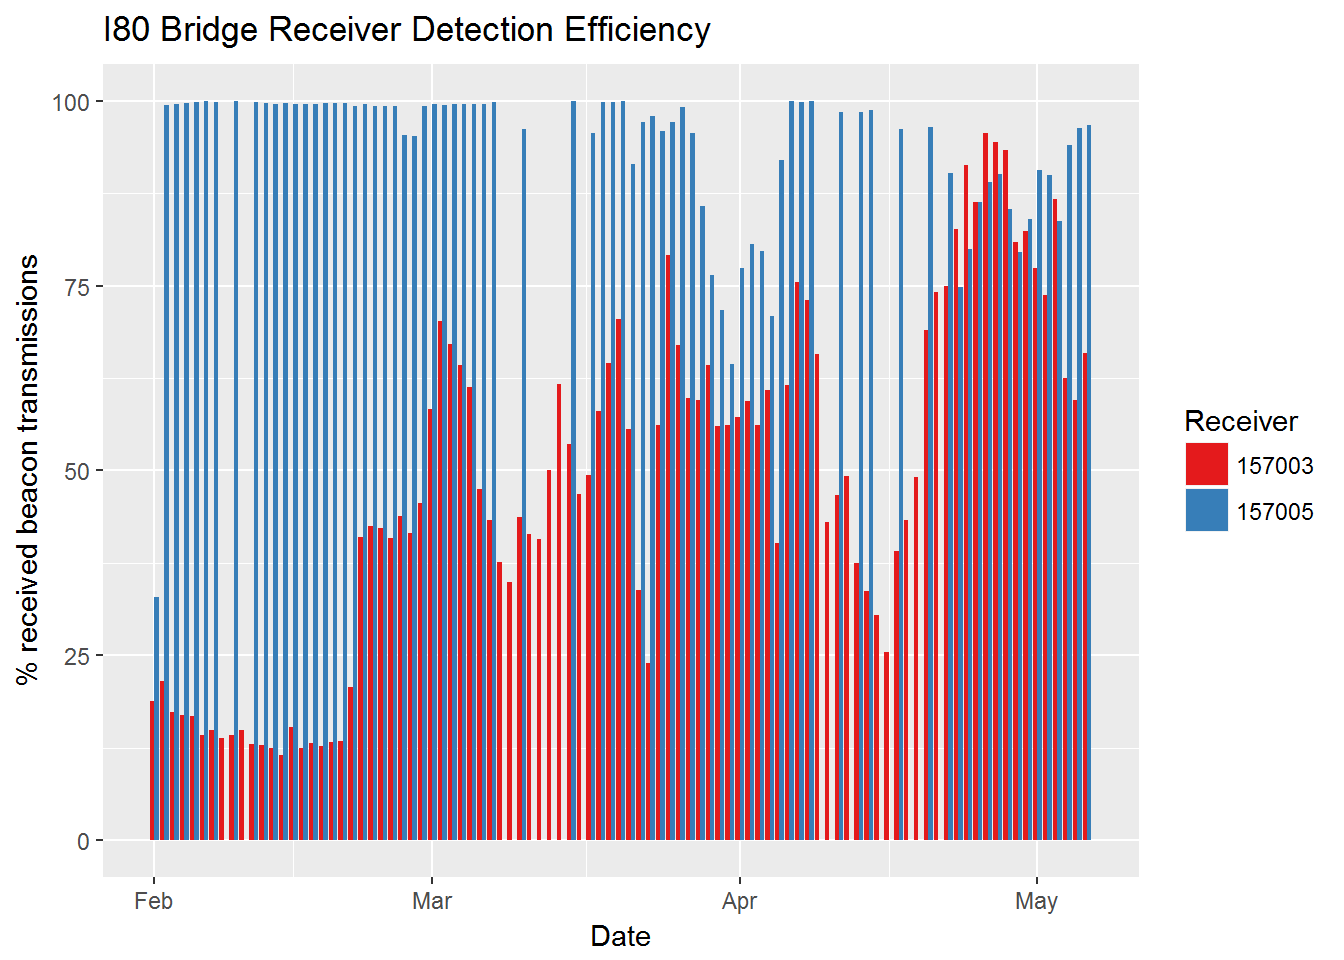 I80 Bridge Receiver Detection Efficiency
100
75
50
25
0
% received beacon transmissions
Feb
Mar
Apr
May
Date
Receiver
157003
157005